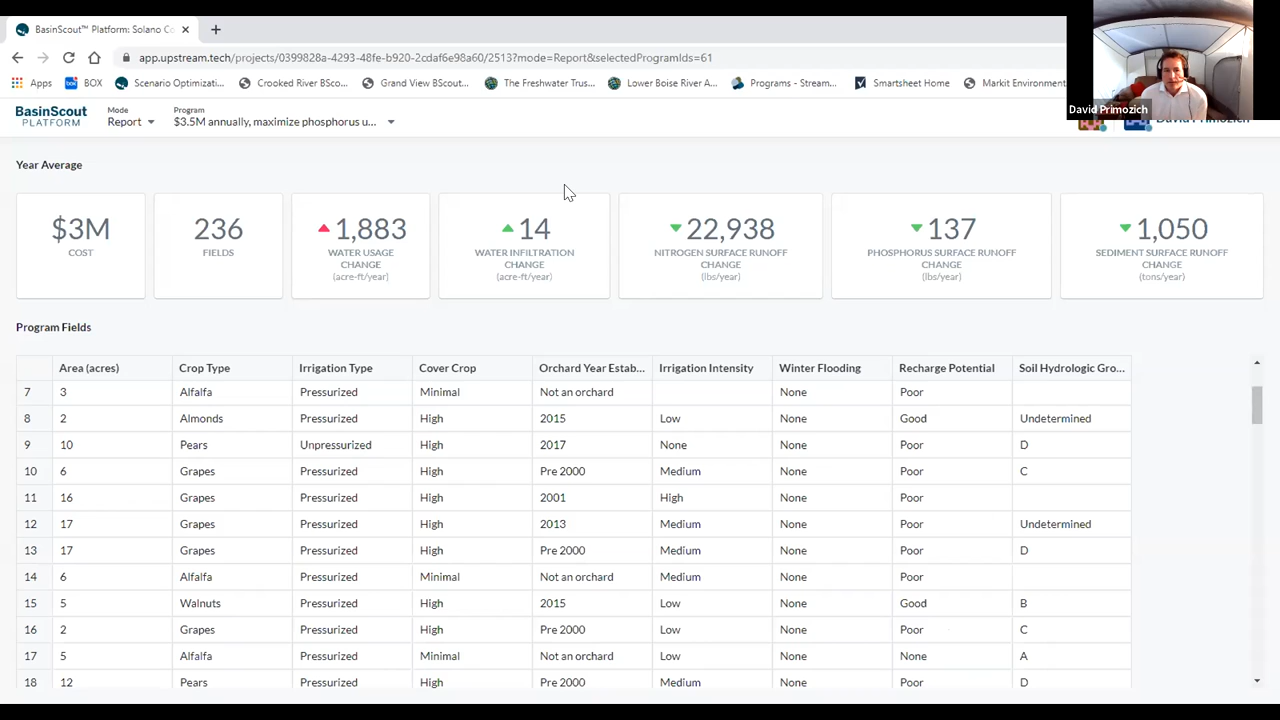 BasinScout™ Platform: Solano Co
app.upstream.tech/projects/0399828a-4293-48fe-b920-2cdaf6e98a60/2513?mode=Report&selectedProgramIds=61
Apps BOX Scenario Optimizati... Crooked River BSco... Grand View BScout... The Freshwater Trus... Lower Boise River A... Programs - Stream... Smartsheet Home Markit Environment
David Primozich
BasinScout
PLATFORM
Mode
Report
Program
$3.5M annually, maximize phosphorus u...
David Primozich
Year Average
$3M
COST
236
FIELDS
1,883
WATER USAGE
CHANGE
(acre-ft/year)
14
WATER INFILTRATION
CHANGE
(acre-ft/year)
22,938
NITROGEN SURFACE RUNOFF
CHANGE
(lbs/year)
137
PHOSPHORUS SURFACE RUNOFF
CHANGE
(lbs/year)
1,050
SEDIMENT SURFACE RUNOFF
CHANGE
(tons/year)
Program Fields
Area (acres) Crop Type Irrigation Type Cover Crop Orchard Year Estab... Irrigation Intensity Winter Flooding Recharge Potential Soil Hydrologic Gro...
7 3 Alfalfa Pressurized Minimal Not an orchard None Poor
8 2 Almonds Pressurized High 2015 Low None Good Undetermined
9 10 Pears Unpressurized High 2017 None None Poor D
10 6 Grapes Pressurized High Pre 2000 Medium None Poor C
11 16 Grapes Pressurized High 2001 High None Poor
12 17 Grapes Pressurized High 2013 Medium None Poor Undetermined
13 17 Grapes Pressurized High Pre 2000 Medium None Poor D
14 6 Alfalfa Pressurized Minimal Not an orchard Medium None Poor
15 5 Walnuts Pressurized High 2015 Low None Good B
16 2 Grapes Pressurized High Pre 2000 Low None Poor C
17 5 Alfalfa Pressurized Minimal Not an orchard Low None None A
18 12 Pears Pressurized High Pre 2000 Medium None Poor D